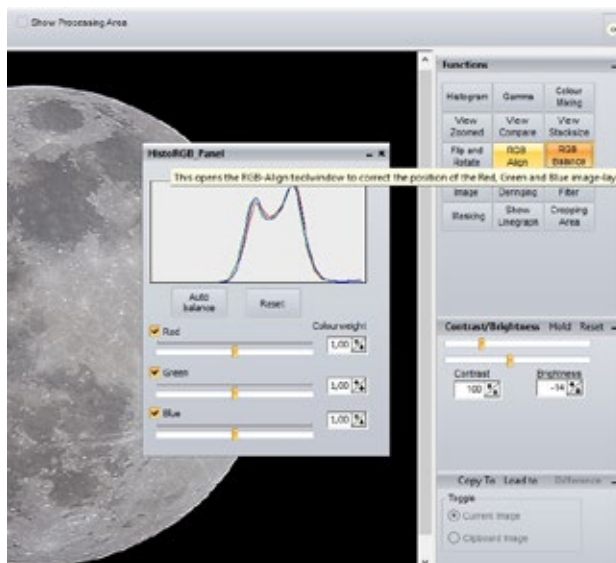 Show Processing Area
Functions
Histogram
Gamma
Colour
Mixing
View
Zoomed
View
Compare
View
Stacksize
Flip and
Rotate
RGB
Align
RGB
Balance
HistoRGB_Panel
This opens the RGB-Align toolwindow to correct the position of the Red, Green and Blue image-lay
Image
Deringing
Filter
Masking
Show
Linegraph
Cropping
Area
Auto
balance
Reset
Colourweight
Red
1,00
Green
1,00
Blue
1,00
Contrast/Brightness Hold Reset
Contrast
Brightness
100
-14
Copy To Load to Difference
Toggle
Current Image
Clipboard Image